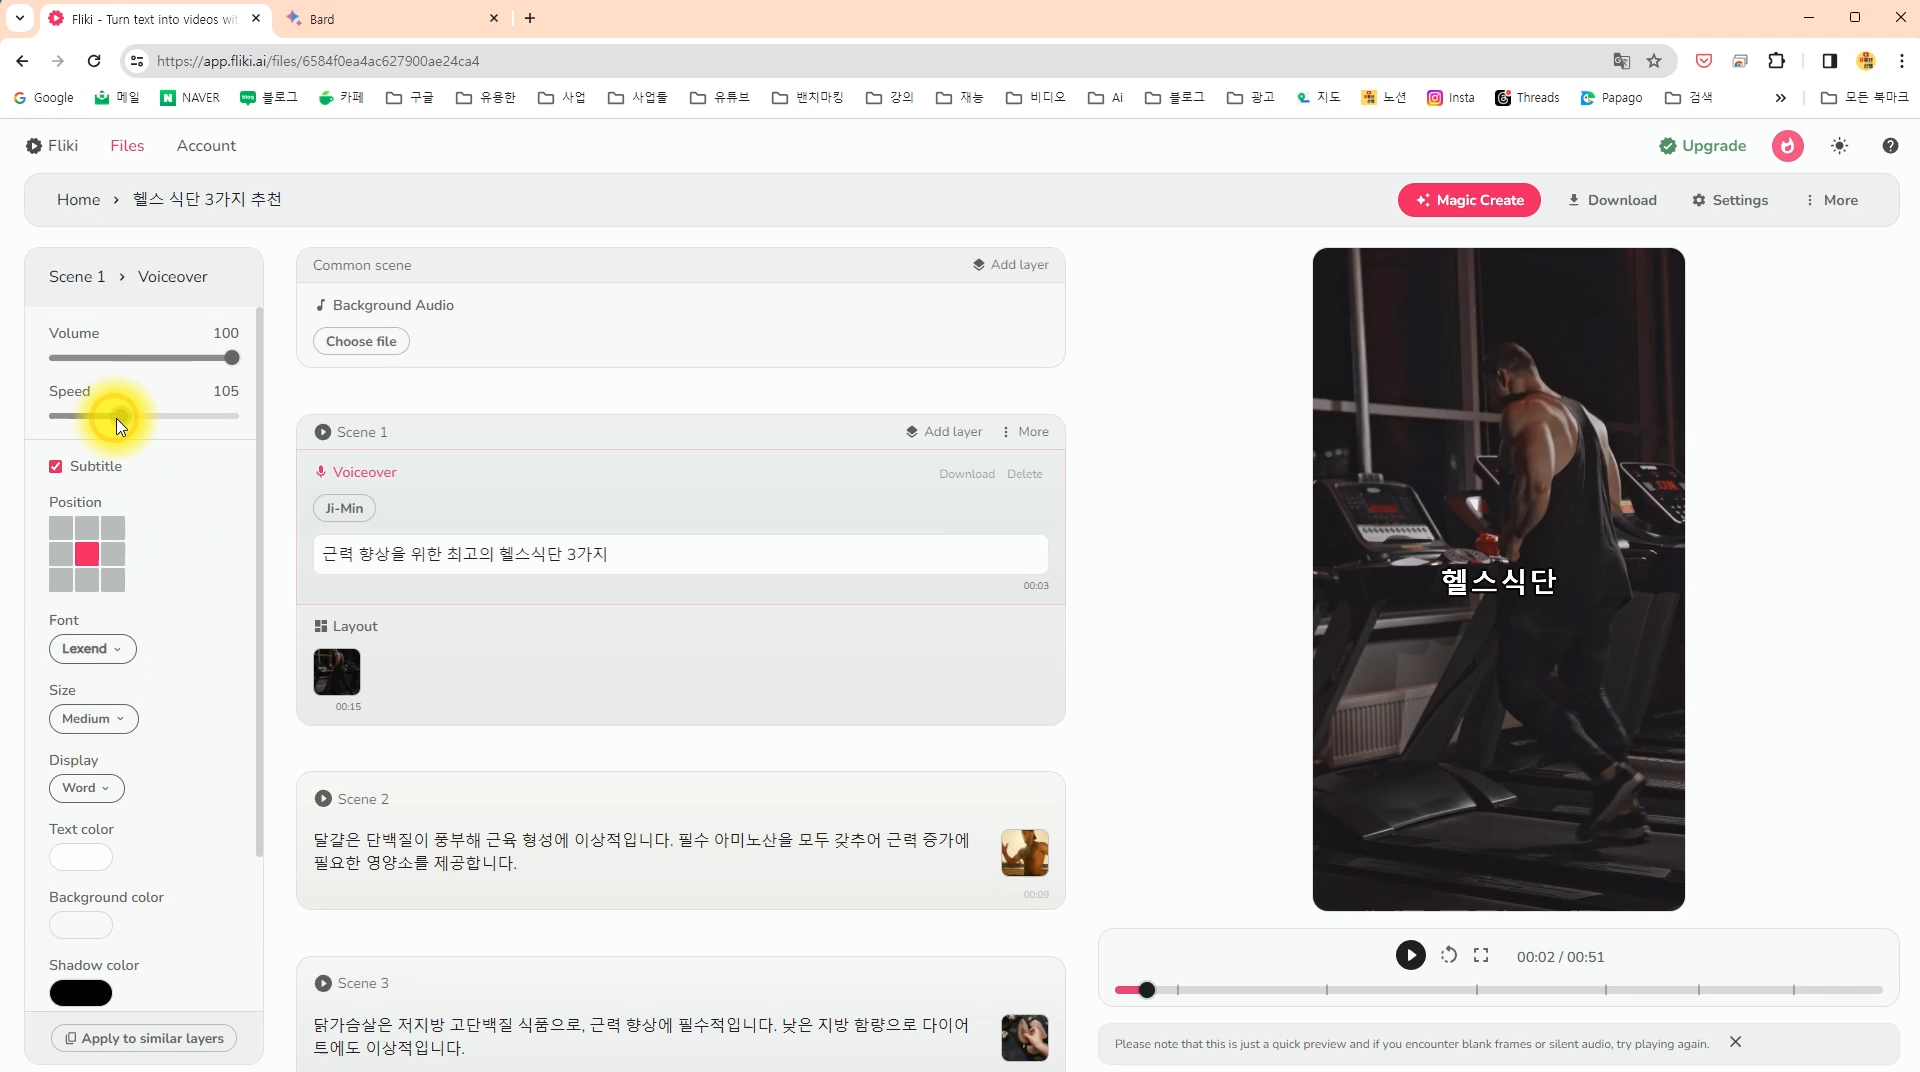 Fliki - Turn text into videos wit
Bard
https://app.fliki.ai/files/6584f0ea4ac627900ae24ca4
Google
메일
NAVER
블로그
카페
구글
유용한
사업
사업툴
유튜브
벤치마킹
강의
재능
비디오
Ai
블로그
광고
지도
노션
Insta
Threads
Papago
검색
»
모든 북마크
Fliki
Files
Account
Upgrade
Home › 헬스 식단 3가지 추천
Magic Create
Download
Settings
More
Scene 1 › Voiceover
Volume 100
Speed 105
Subtitle
Position
Font
Lexend
Size
Medium
Display
Word
Text color
Background color
Shadow color
Apply to similar layers
Common scene
Add layer
Background Audio
Choose file
Scene 1
Add layer
More
Voiceover
Download Delete
Ji-Min
근력 향상을 위한 최고의 헬스식단 3가지
00:03
Layout
00:15
Scene 2
달걀은 단백질이 풍부해 근육 형성에 이상적입니다. 필수 아미노산을 모두 갖추어 근력 증가에
필요한 영양소를 제공합니다.
00:09
Scene 3
닭가슴살은 저지방 고단백질 식품으로, 근력 향상에 필수적입니다. 낮은 지방 함량으로 다이어
트에도 이상적입니다.
헬스식단
00:02 / 00:51
Please note that this is just a quick preview and if you encounter blank frames or silent audio, try playing again.